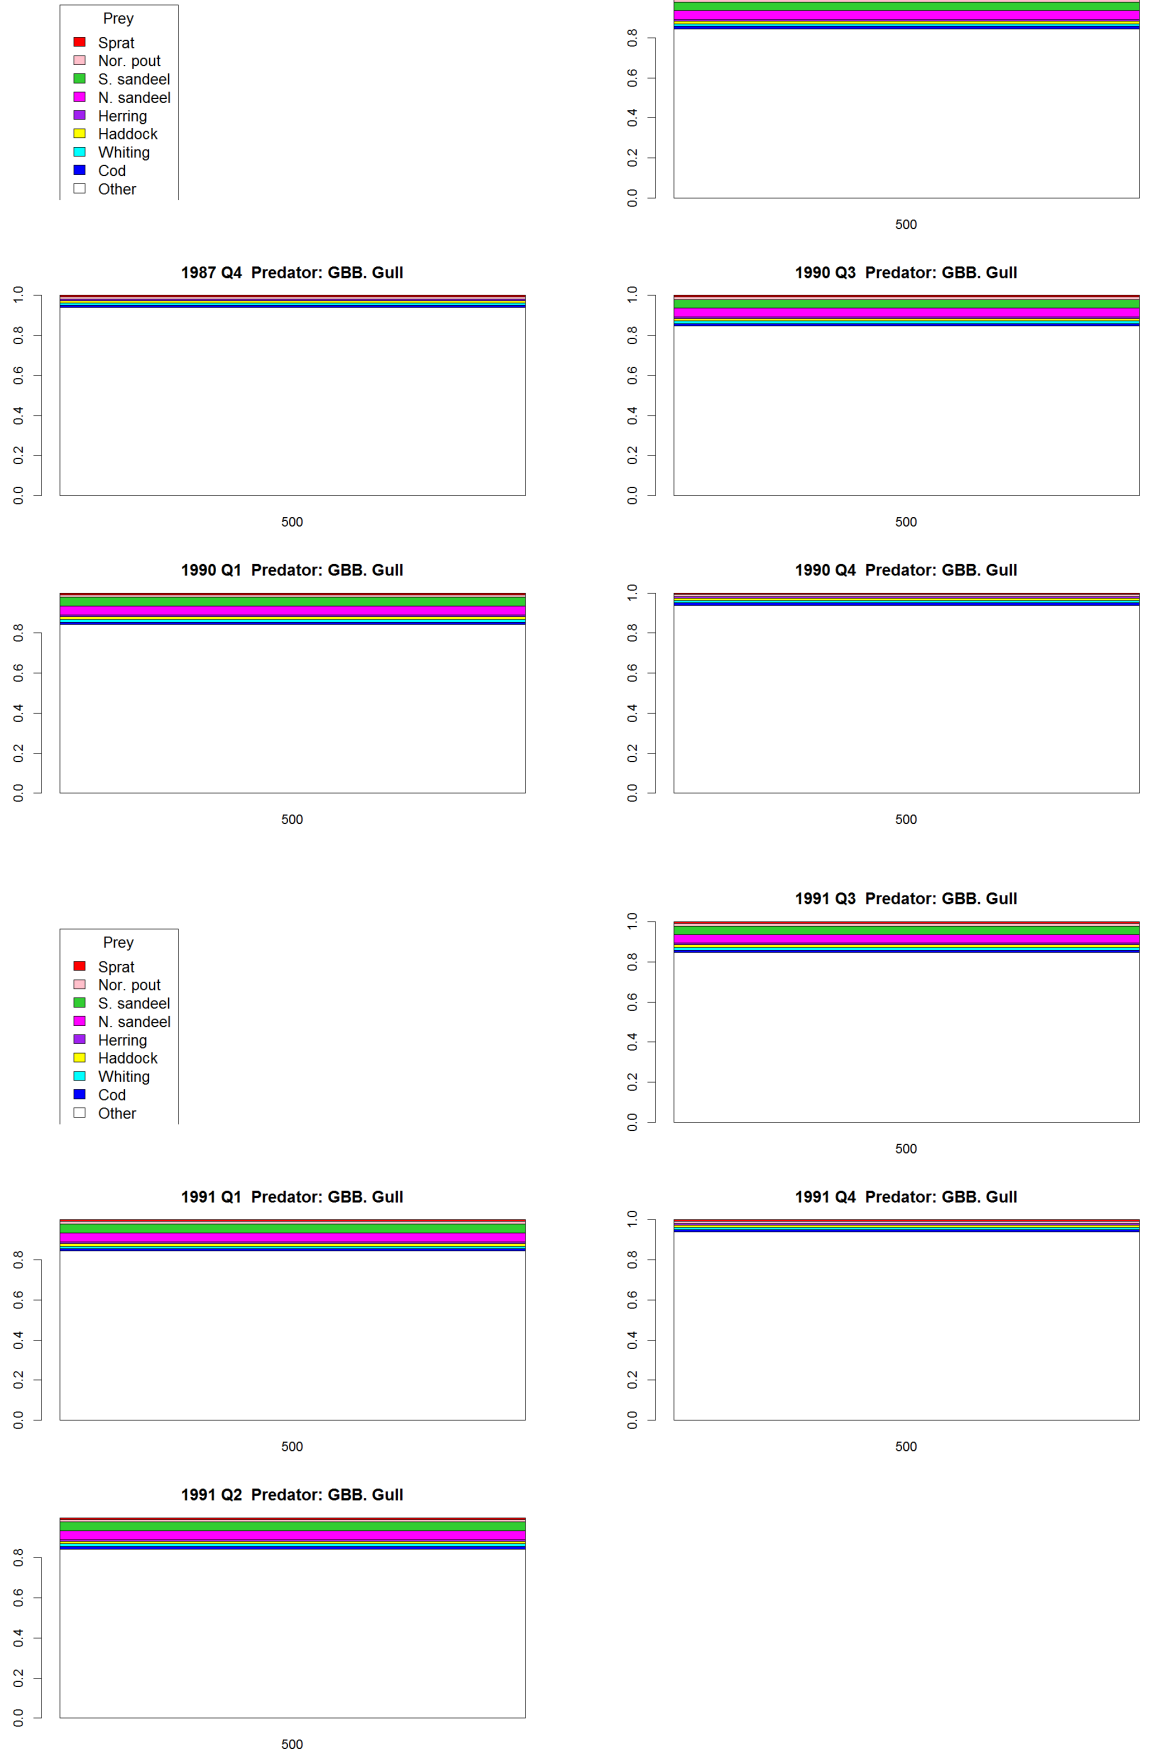 Prey
Sprat
Nor. pout
S. sandeel
N. sandeel
Herring
Haddock
Whiting
Cod
Other
0.8
0.6
0.4
0.2
0.0
500
1987 Q4 Predator: GBB. Gull
1.0
0.8
0.6
0.4
0.2
0.0
500
1990 Q3 Predator: GBB. Gull
1.0
0.8
0.6
0.4
0.2
0.0
500
1990 Q1 Predator: GBB. Gull
0.8
0.6
0.4
0.2
0.0
500
1990 Q4 Predator: GBB. Gull
1.0
0.8
0.6
0.4
0.2
0.0
500
Prey
Sprat
Nor. pout
S. sandeel
N. sandeel
Herring
Haddock
Whiting
Cod
Other
1991 Q3 Predator: GBB. Gull
1.0
0.8
0.6
0.4
0.2
0.0
500
1991 Q1 Predator: GBB. Gull
0.8
0.6
0.4
0.2
0.0
500
1991 Q4 Predator: GBB. Gull
1.0
0.8
0.6
0.4
0.2
0.0
500
1991 Q2 Predator: GBB. Gull
0.8
0.6
0.4
0.2
0.0
500